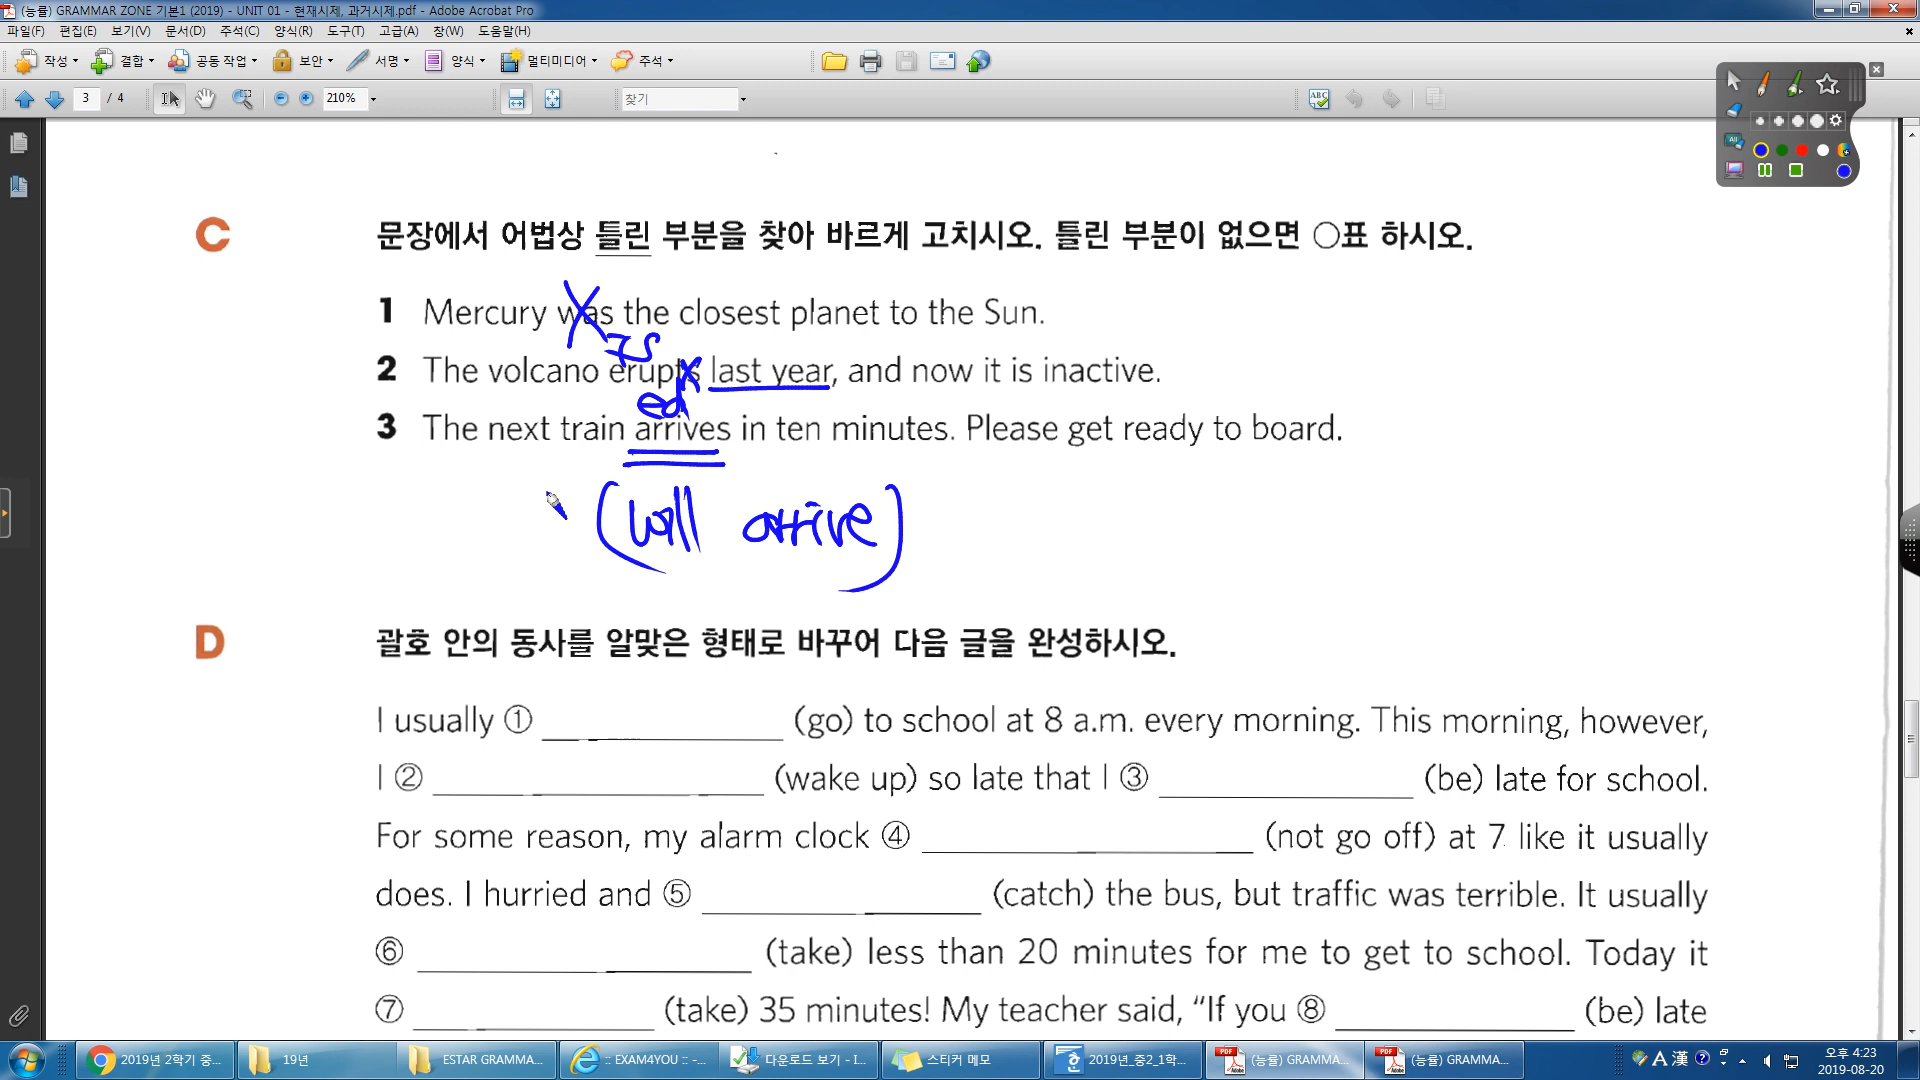 (능률) GRAMMAR ZONE 기본1 (2019) - UNIT 01 - 현재시제, 과거시제.pdf - Adobe Acrobat Pro
파일(F) 편집(E) 보기(V) 문서(D) 주석(C) 양식(R) 도구(T) 고급(A) 창(W) 도움말(H)
작성 결합 공동 작업 보안 서명 양식 멀티미디어 주석
3 / 4 210% 찾기
C 문장에서 어법상 틀린 부분을 찾아 바르게 고치시오. 틀린 부분이 없으면 ○표 하시오.
1 Mercury was the closest planet to the Sun.
is
2 The volcano erupts last year, and now it is inactive.
ed
3 The next train arrives in ten minutes. Please get ready to board.
(will arrive)
D 괄호 안의 동사를 알맞은 형태로 바꾸어 다음 글을 완성하시오.
I usually ① (go) to school at 8 a.m. every morning. This morning, however,
I ② (wake up) so late that I ③ (be) late for school.
For some reason, my alarm clock ④ (not go off) at 7 like it usually
does. I hurried and ⑤ (catch) the bus, but traffic was terrible. It usually
⑥ (take) less than 20 minutes for me to get to school. Today it
⑦ (take) 35 minutes! My teacher said, “If you ⑧ (be) late
2019년 2학기 중... 19년 ESTAR GRAMMA... :: EXAM4YOU :: -... 다운로드 보기 - I... 스티커 메모 2019년_중2_1학... (능률) GRAMMA... (능률) GRAMMA... A 漢 오후 4:23
2019-08-20